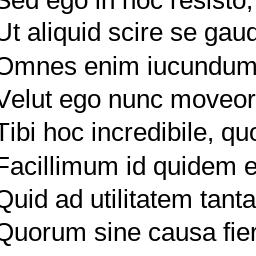 Sed ego in hoc resisto,
Ut aliquid scire se gaud
Omnes enim iucundum
Velut ego nunc moveor
Tibi hoc incredibile, quo
Facillimum id quidem e
Quid ad utilitatem tanta
Quorum sine causa fier